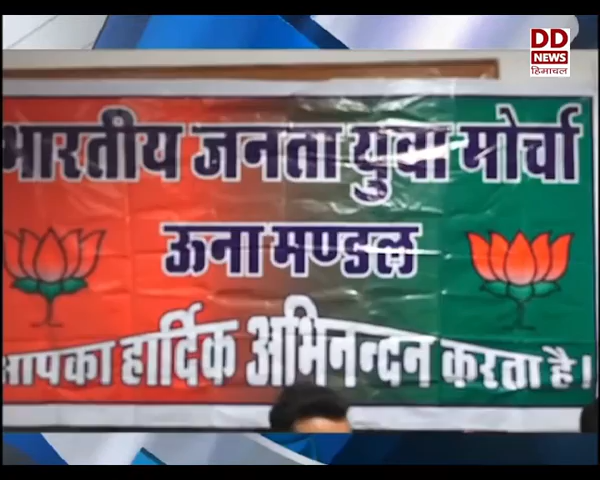 DD
NEWS
हिमाचल
भारतीय जनता युवा मोर्चा
ऊना मण्डल
आपका हार्दिक अभिनन्दन करता है।